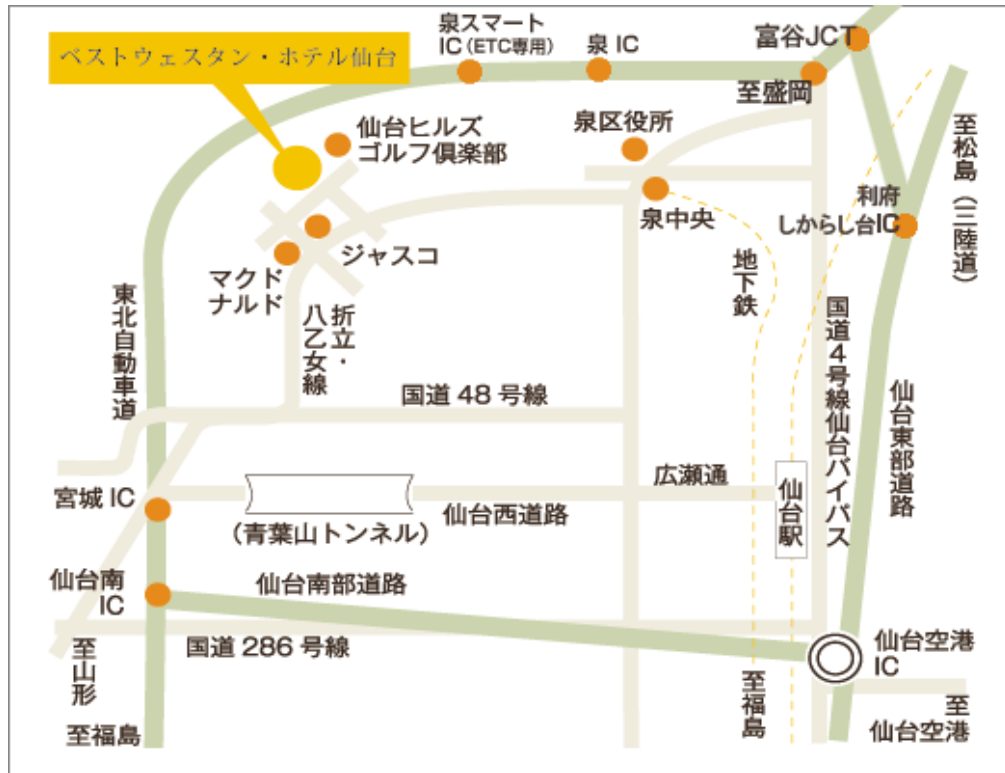 ベストウェスタン・ホテル仙台
泉スマート
IC(ETC専用)
泉 IC
富谷JCT
至盛岡
仙台ヒルズ
ゴルフ倶楽部
泉区役所
至松島(三陸道)
利府
しからし台IC
泉中央
ジャスコ
マクド
ナルド
地下鉄
東北自動車道
折立・
八乙女線
国道4号線仙台バイパス
仙台東部道路
国道 48 号線
宮城 IC
広瀬通
仙台駅
仙台西道路
(青葉山トンネル)
仙台南
IC
仙台南部道路
国道 286 号線
仙台空港
IC
至山形
至福島
至福島
至
仙台空港